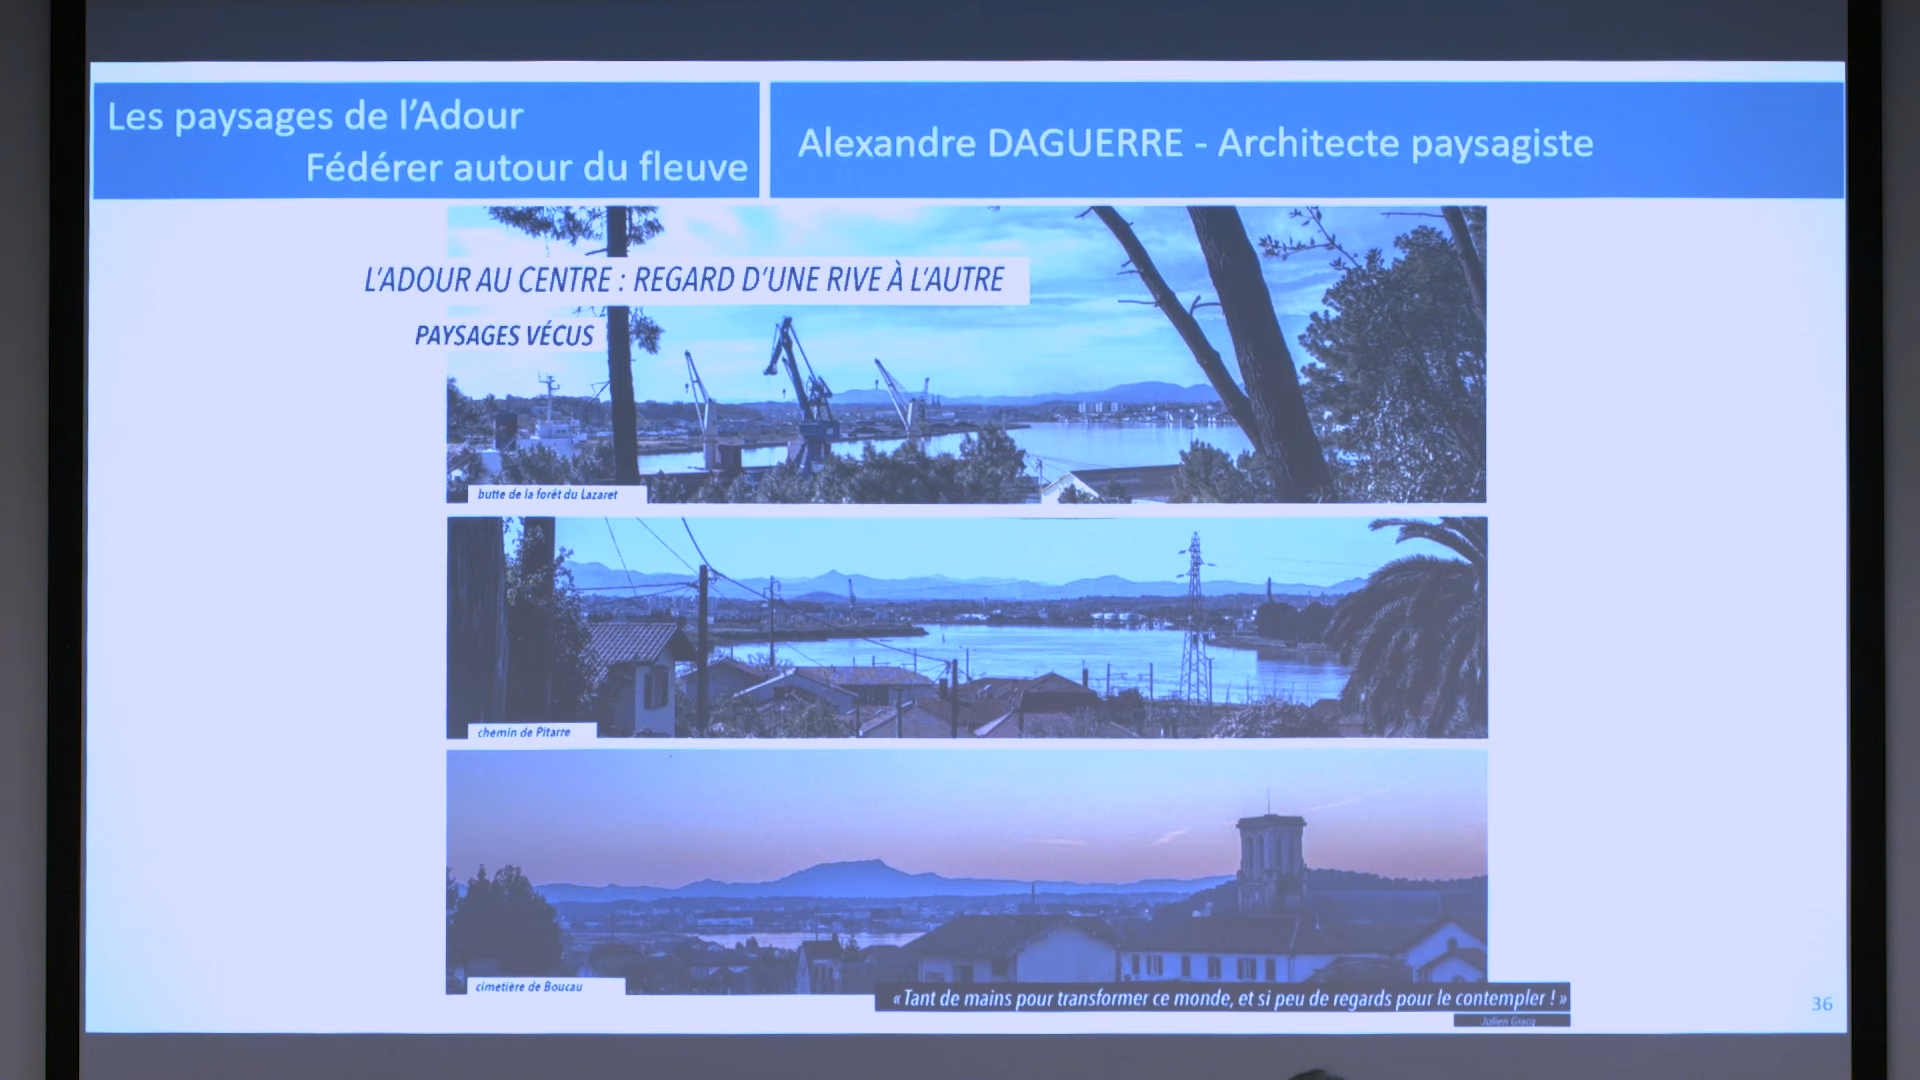 Les paysages de l'Adour
Fédérer autour du fleuve
Alexandre DAGUERRE - Architecte paysagiste
L'ADOUR AU CENTRE : REGARD D'UNE RIVE À L'AUTRE
PAYSAGES VÉCUS
butte de la forêt du Lazaret
chemin de Pitarre
cimetière de Boucau
« Tant de mains pour transformer ce monde, et si peu de regards pour le contempler ! »
Julien Gracq
36